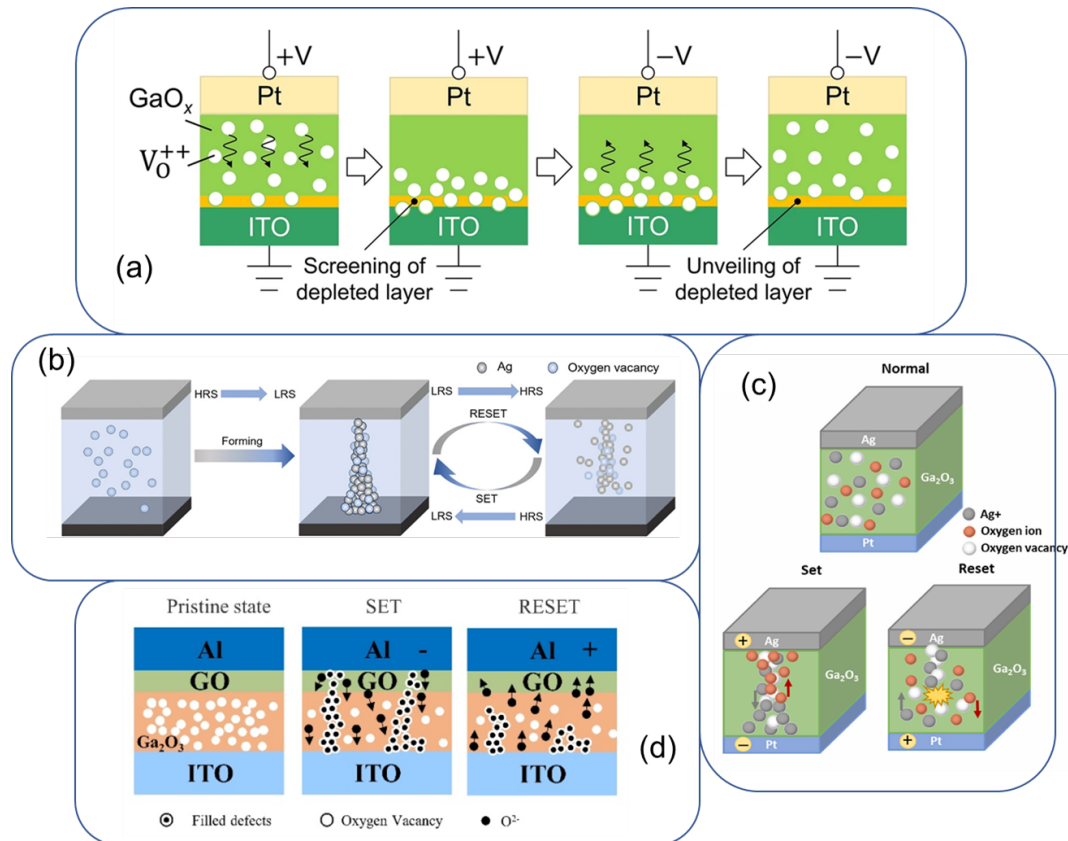 +V
+V
−V
−V
Pt
Pt
Pt
Pt
GaOₓ
V_O^{++}
ITO
ITO
ITO
ITO
Screening of
depleted layer
Unveiling of
depleted layer
(a)
(b)
Ag
Oxygen vacancy
HRS
LRS
LRS
HRS
Forming
RESET
SET
LRS
HRS
(c)
Normal
Ag
Ga₂O₃
Pt
Ag+
Oxygen ion
Oxygen vacancy
Set
Reset
+
Ag
−
Ag
Ga₂O₃
Ga₂O₃
−
Pt
+
Pt
Pristine state
SET
RESET
Al
Al -
Al +
GO
GO
GO
Ga₂O₃
ITO
ITO
ITO
(d)
Filled defects
Oxygen Vacancy
O²⁻